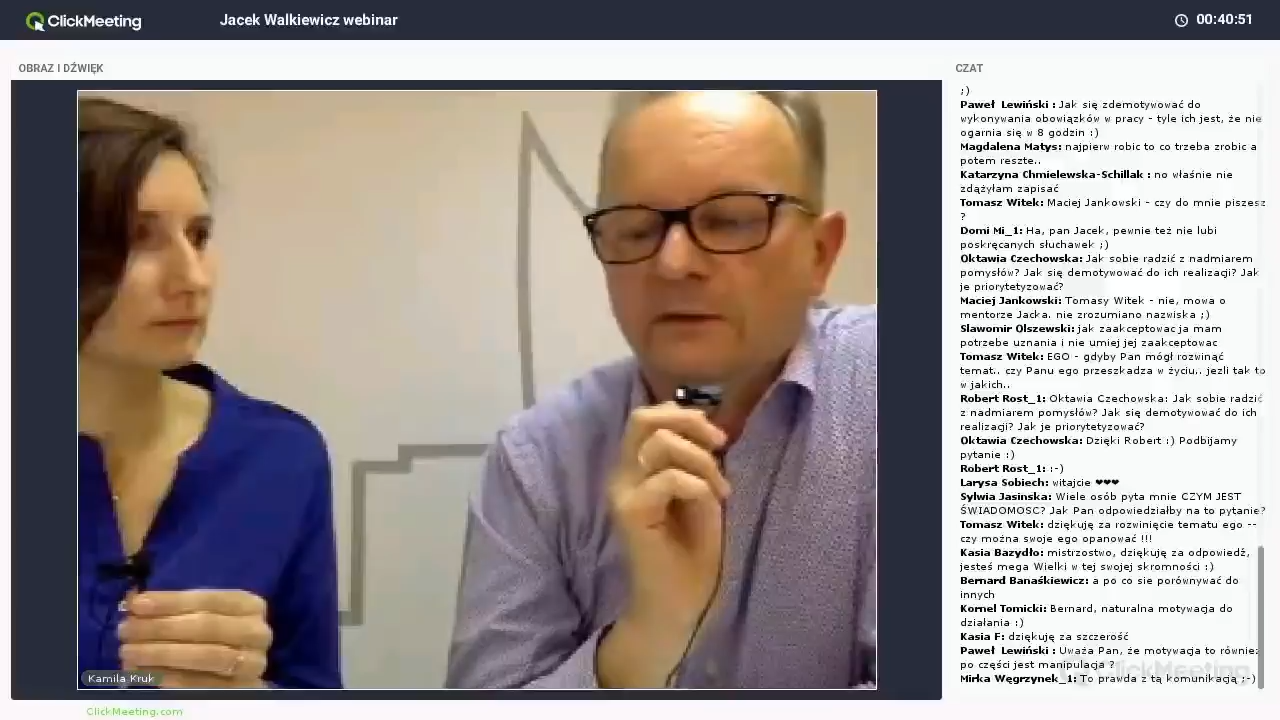 ClickMeeting
Jacek Walkiewicz webinar
00:40:51
OBRAZ I DŹWIĘK
Kamila Kruk
ClickMeeting.com
CZAT
;)
Paweł Lewiński : Jak się zdemotywować do
wykonywania obowiązków w pracy - tyle ich jest, że nie
ogarnia się w 8 godzin :)
Magdalena Matys: najpierw robic to co trzeba zrobic a
potem reszte..
Katarzyna Chmielewska-Schillak : no właśnie nie
zdążyłam zapisać
Tomasz Witek: Maciej Jankowski - czy do mnie piszesz
?
Domi Mi_1: Ha, pan Jacek, pewnie też nie lubi
poskręcanych słuchawek ;)
Oktawia Czechowska: Jak sobie radzić z nadmiarem
pomysłów? Jak się demotywować do ich realizacji? Jak
je priorytetyzować?
Maciej Jankowski: Tomasy Witek - nie, mowa o
mentorze Jacka. nie zrozumiano nazwiska ;)
Slawomir Olszewski: jak zaakceptowac ja mam
potrzebe uznania i nie umiej jej zaakceptowac
Tomasz Witek: EGO - gdyby Pan mógł rozwinąć
temat.. czy Panu ego przeszkadza w życiu.. jezli tak to
w jakich..
Robert Rost_1: Oktawia Czechowska: Jak sobie radzić
z nadmiarem pomysłów? Jak się demotywować do ich
realizacji? Jak je priorytetyzować?
Oktawia Czechowska: Dzięki Robert :) Podbijamy
pytanie :)
Robert Rost_1: :-)
Larysa Sobiech: witajcie ❤❤❤
Sylwia Jasinska: Wiele osób pyta mnie CZYM JEST
ŚWIADOMOSC? Jak Pan odpowiedziałby na to pytanie?
Tomasz Witek: dziękuję za rozwinięcie tematu ego --
czy można swoje ego opanować !!!
Kasia Bazydło: mistrzostwo, dziękuję za odpowiedź,
jesteś mega Wielki w tej swojej skromności :)
Bernard Banaśkiewicz: a po co sie porównywać do
innych
Kornel Tomicki: Bernard, naturalna motywacja do
działania :)
Kasia F: dziękuję za szczerość
Paweł Lewiński : Uważa Pan, że motywacja to również
po części jest manipulacja ?
Mirka Węgrzynek_1: To prawda z tą komunikacą ;-)
ClickMeeting